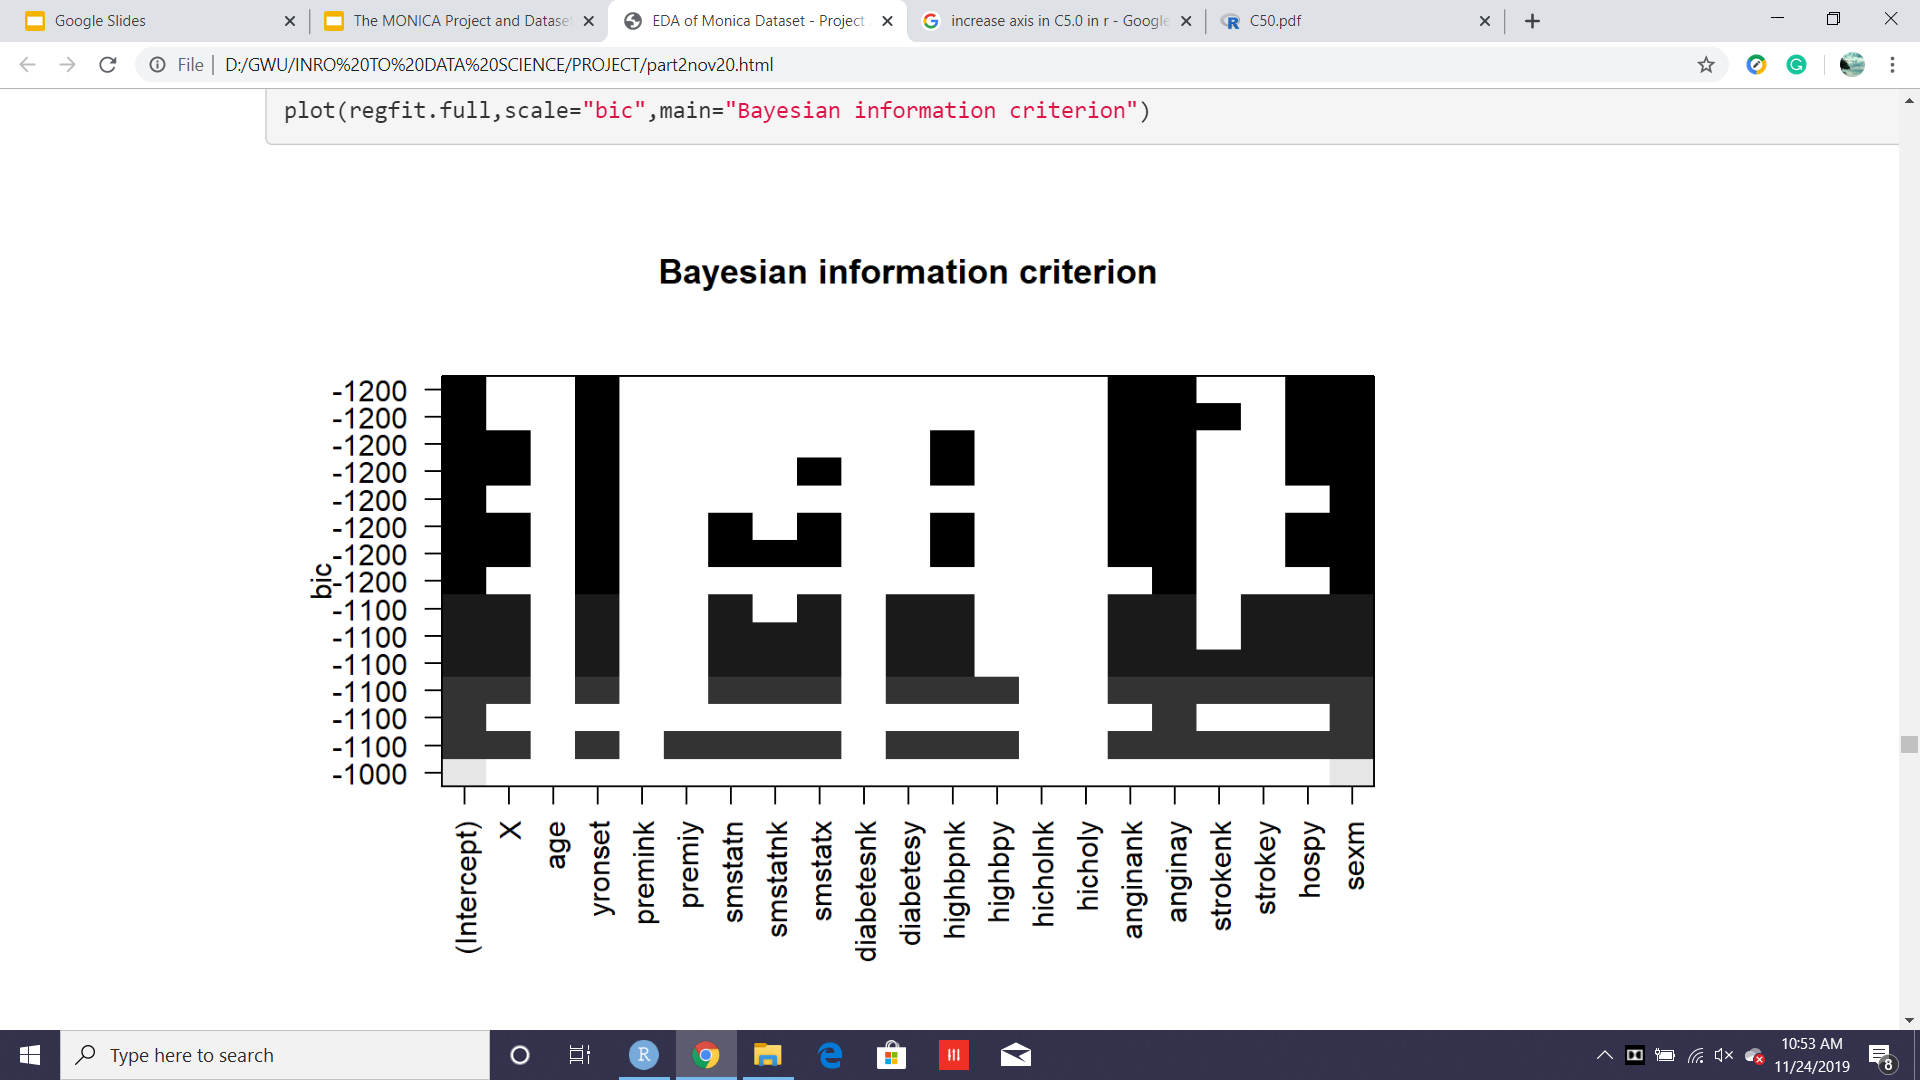 Google Slides
The MONICA Project and Datase
EDA of Monica Dataset - Project
increase axis in C5.0 in r - Google
C50.pdf
File
D:/GWU/INRO%20TO%20DATA%20SCIENCE/PROJECT/part2nov20.html
plot(regfit.full,scale="bic",main="Bayesian information criterion")
Bayesian information criterion
-1200
-1200
-1200
-1200
-1200
-1200
-1200
-1200
-1100
-1100
-1100
-1100
-1100
-1100
-1000
bic
(Intercept)
X
age
yronset
premink
premiy
smstatn
smstatnk
smstatx
diabetesnk
diabetesy
highbpnk
highbpy
hicholnk
hicholy
anginank
anginay
strokenk
strokey
hospy
sexm
Type here to search
10:53 AM
11/24/2019
8